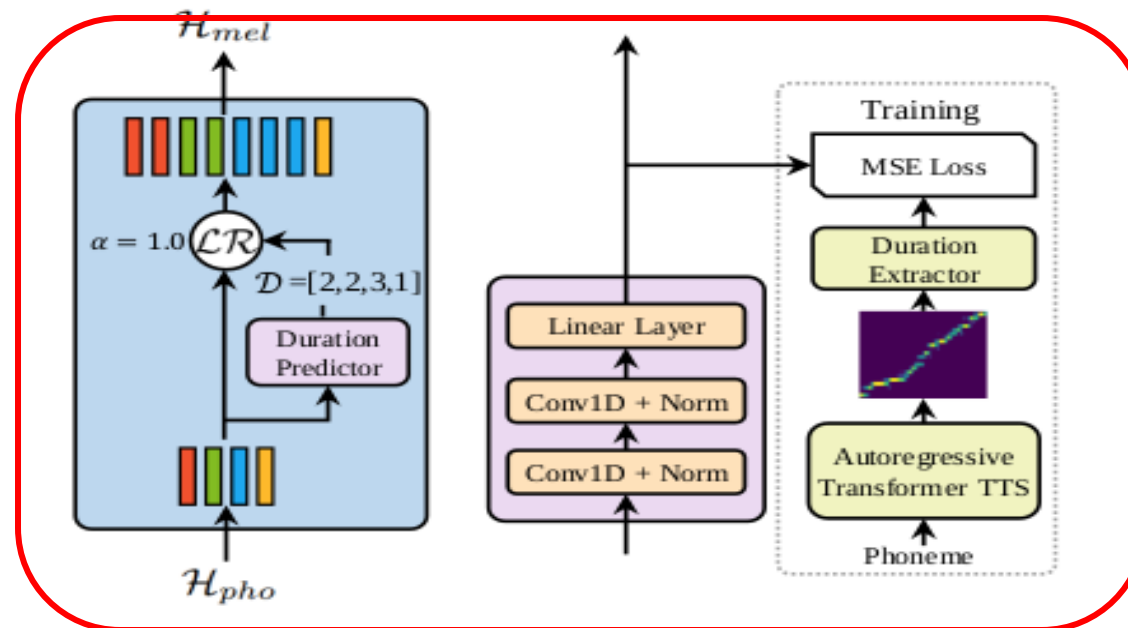 ℋmel
α = 1.0
ℒℛ
𝒟 =[2,2,3,1]
Duration
Predictor
ℋpho
Linear Layer
Conv1D + Norm
Conv1D + Norm
Training
MSE Loss
Duration
Extractor
Autoregressive
Transformer TTS
Phoneme